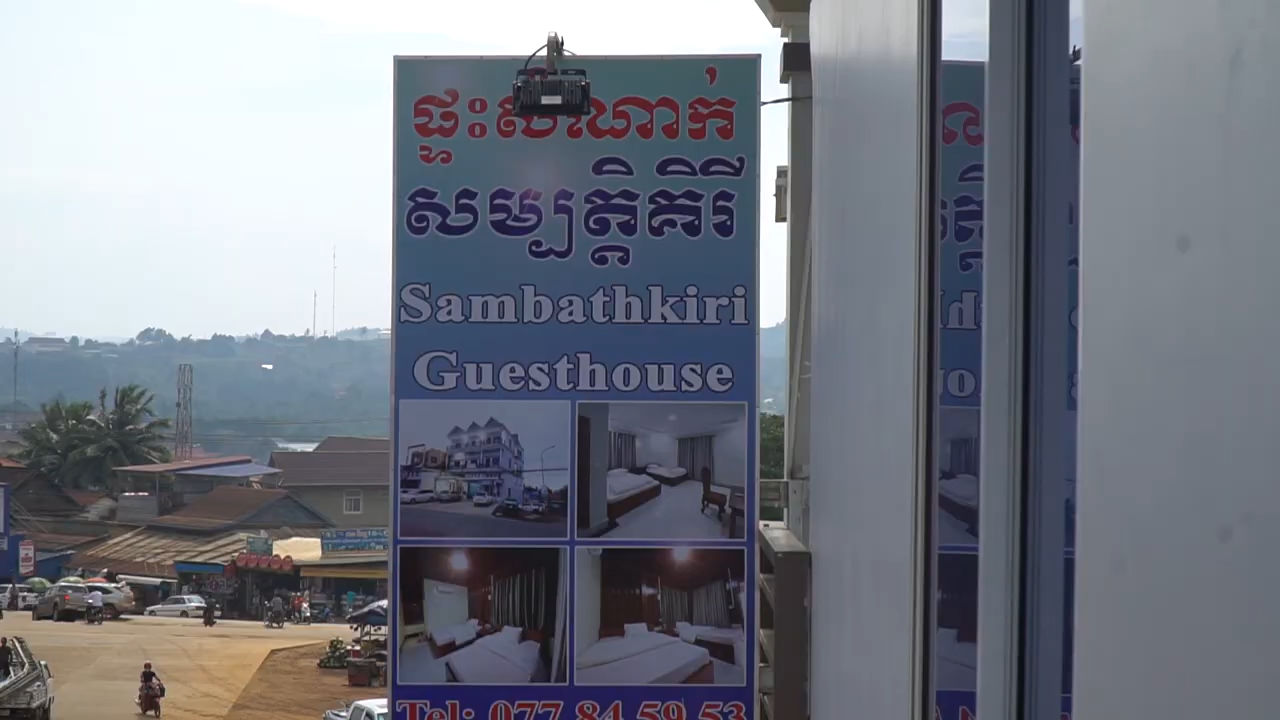 ផ្ទះសំណាក់
សម្បត្តិគិរី
Sambathkiri
Guesthouse
Tel: 077 84 59 53